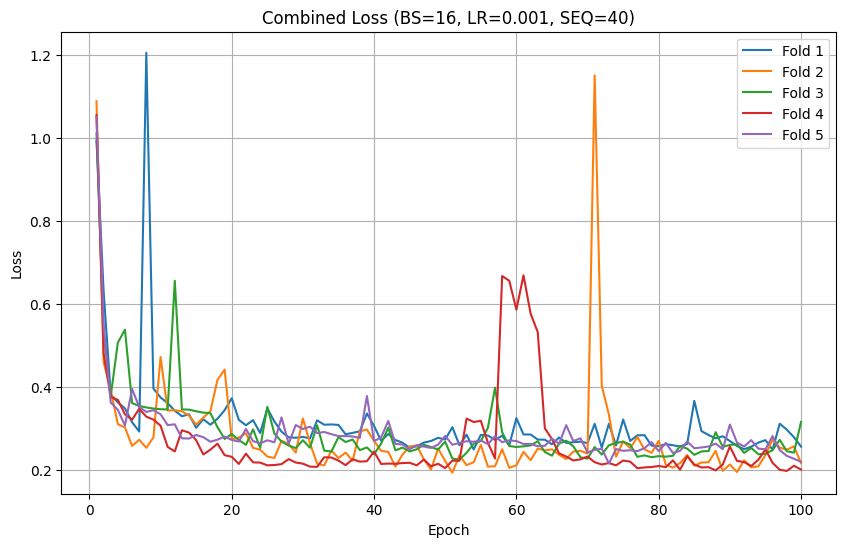 Combined Loss (BS=16, LR=0.001, SEQ=40)
Fold 1
Fold 2
Fold 3
Fold 4
Fold 5
1.2
1.0
0.8
0.6
0.4
0.2
Loss
0 20 40 60 80 100
Epoch